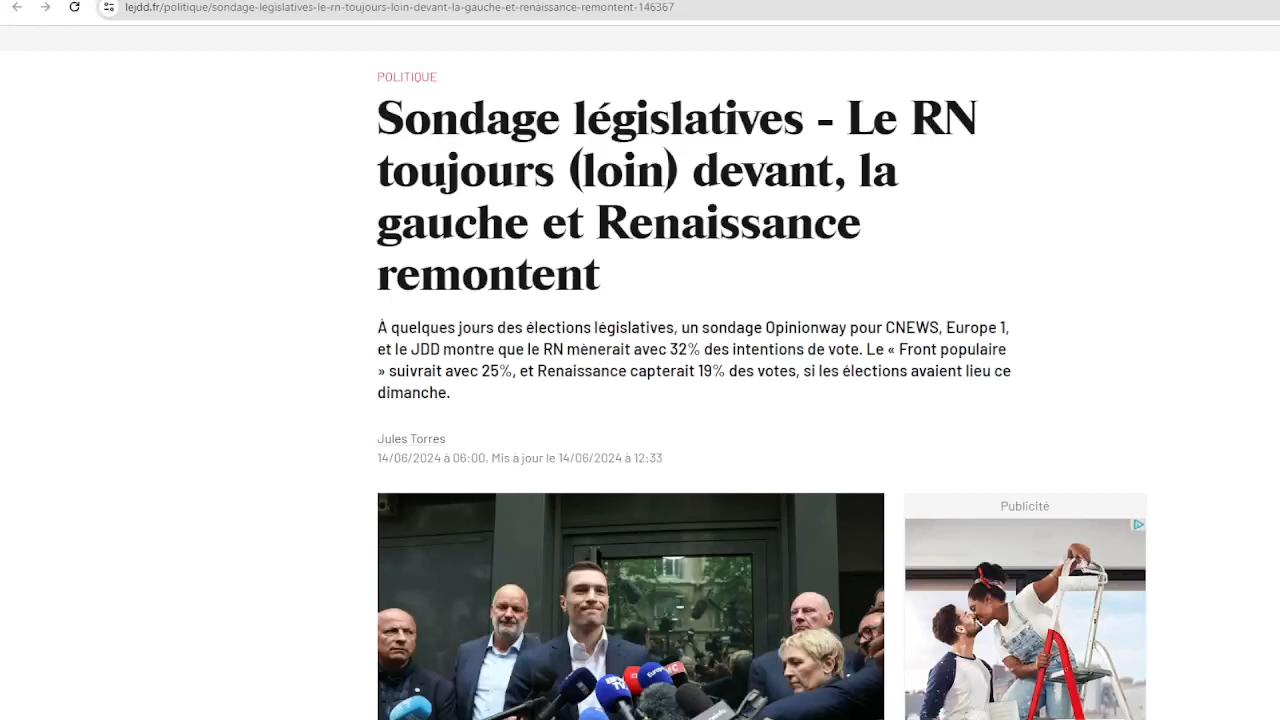 lejdd.fr/politique/sondage-legislatives-le-rn-toujours-loin-devant-la-gauche-et-renaissance-remontent-146367
POLITIQUE
Sondage législatives - Le RN
toujours (loin) devant, la
gauche et Renaissance
remontent
À quelques jours des élections législatives, un sondage Opinionway pour CNEWS, Europe 1,
et le JDD montre que le RN mènerait avec 32% des intentions de vote. Le « Front populaire
» suivrait avec 25%, et Renaissance capterait 19% des votes, si les élections avaient lieu ce
dimanche.
Jules Torres
14/06/2024 à 06:00, Mis à jour le 14/06/2024 à 12:33
Publicité